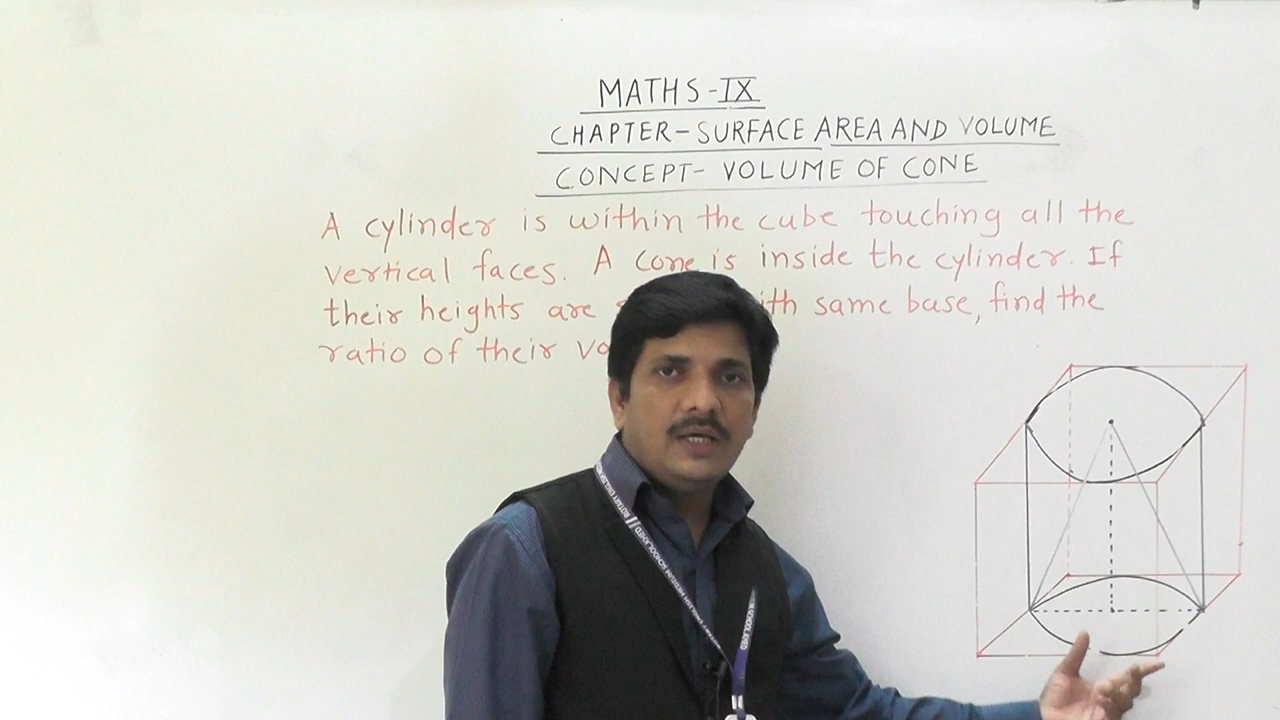 MATHS-IX
CHAPTER-SURFACE AREA AND VOLUME
CONCEPT- VOLUME OF CONE
A cylinder is within the cube touching all the
vertical faces. A cone is inside the cylinder. If
their heights are same base, find the
ratio of their